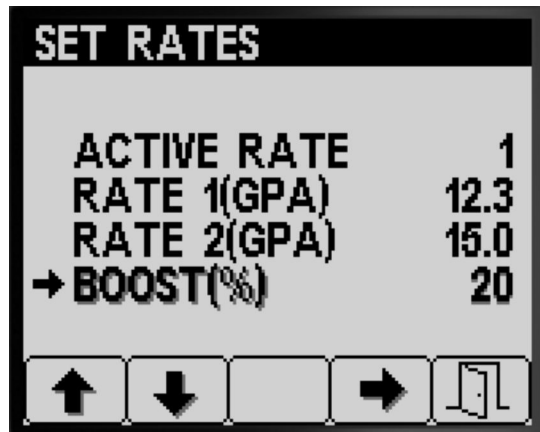 SET RATES
ACTIVE RATE 1
RATE 1(GPA) 12.3
RATE 2(GPA) 15.0
➔ BOOST(%) 20